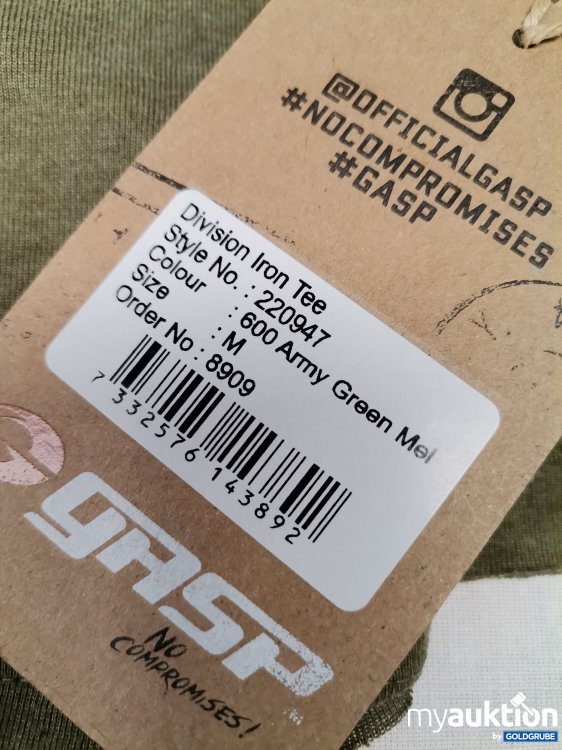 @OFFICIALGASP
#NOCOMPROMISES
#GASP
Division Iron Tee
Style No. : 220947
Colour : 600 Army Green Mel
Size : M
Order No : 8909
7 332576 143892
GASP
NO
COMPROMISES!
myauktion
by GOLDGRUBE